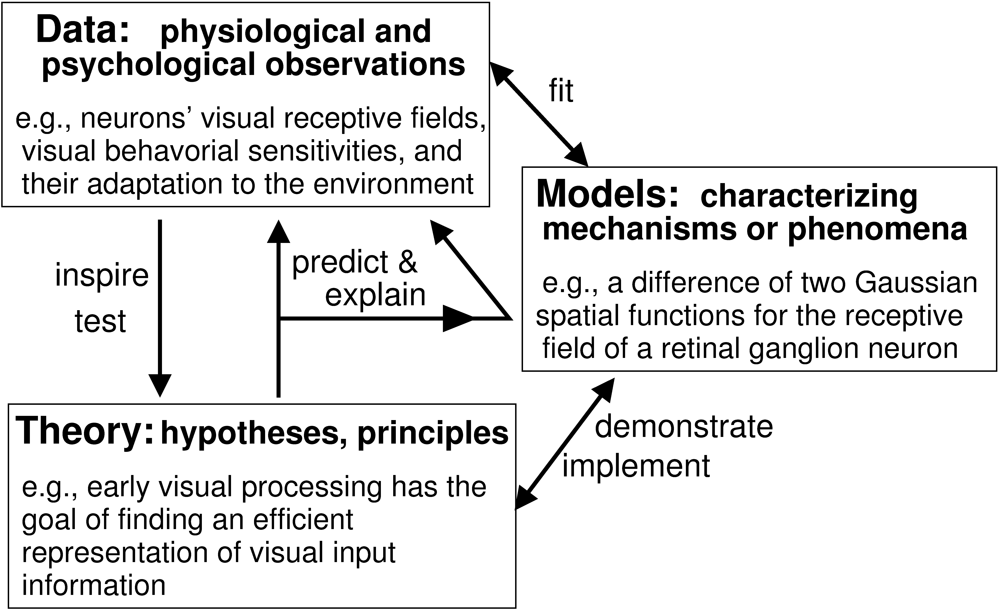 Data: physiological and
psychological observations
e.g., neurons’ visual receptive fields,
visual behavorial sensitivities, and
their adaptation to the environment
fit
Models: characterizing
mechanisms or phenomena
e.g., a difference of two Gaussian
spatial functions for the receptive
field of a retinal ganglion neuron
inspire
test
predict &
explain
Theory: hypotheses, principles
e.g., early visual processing has the
goal of finding an efficient
representation of visual input
information
demonstrate
implement